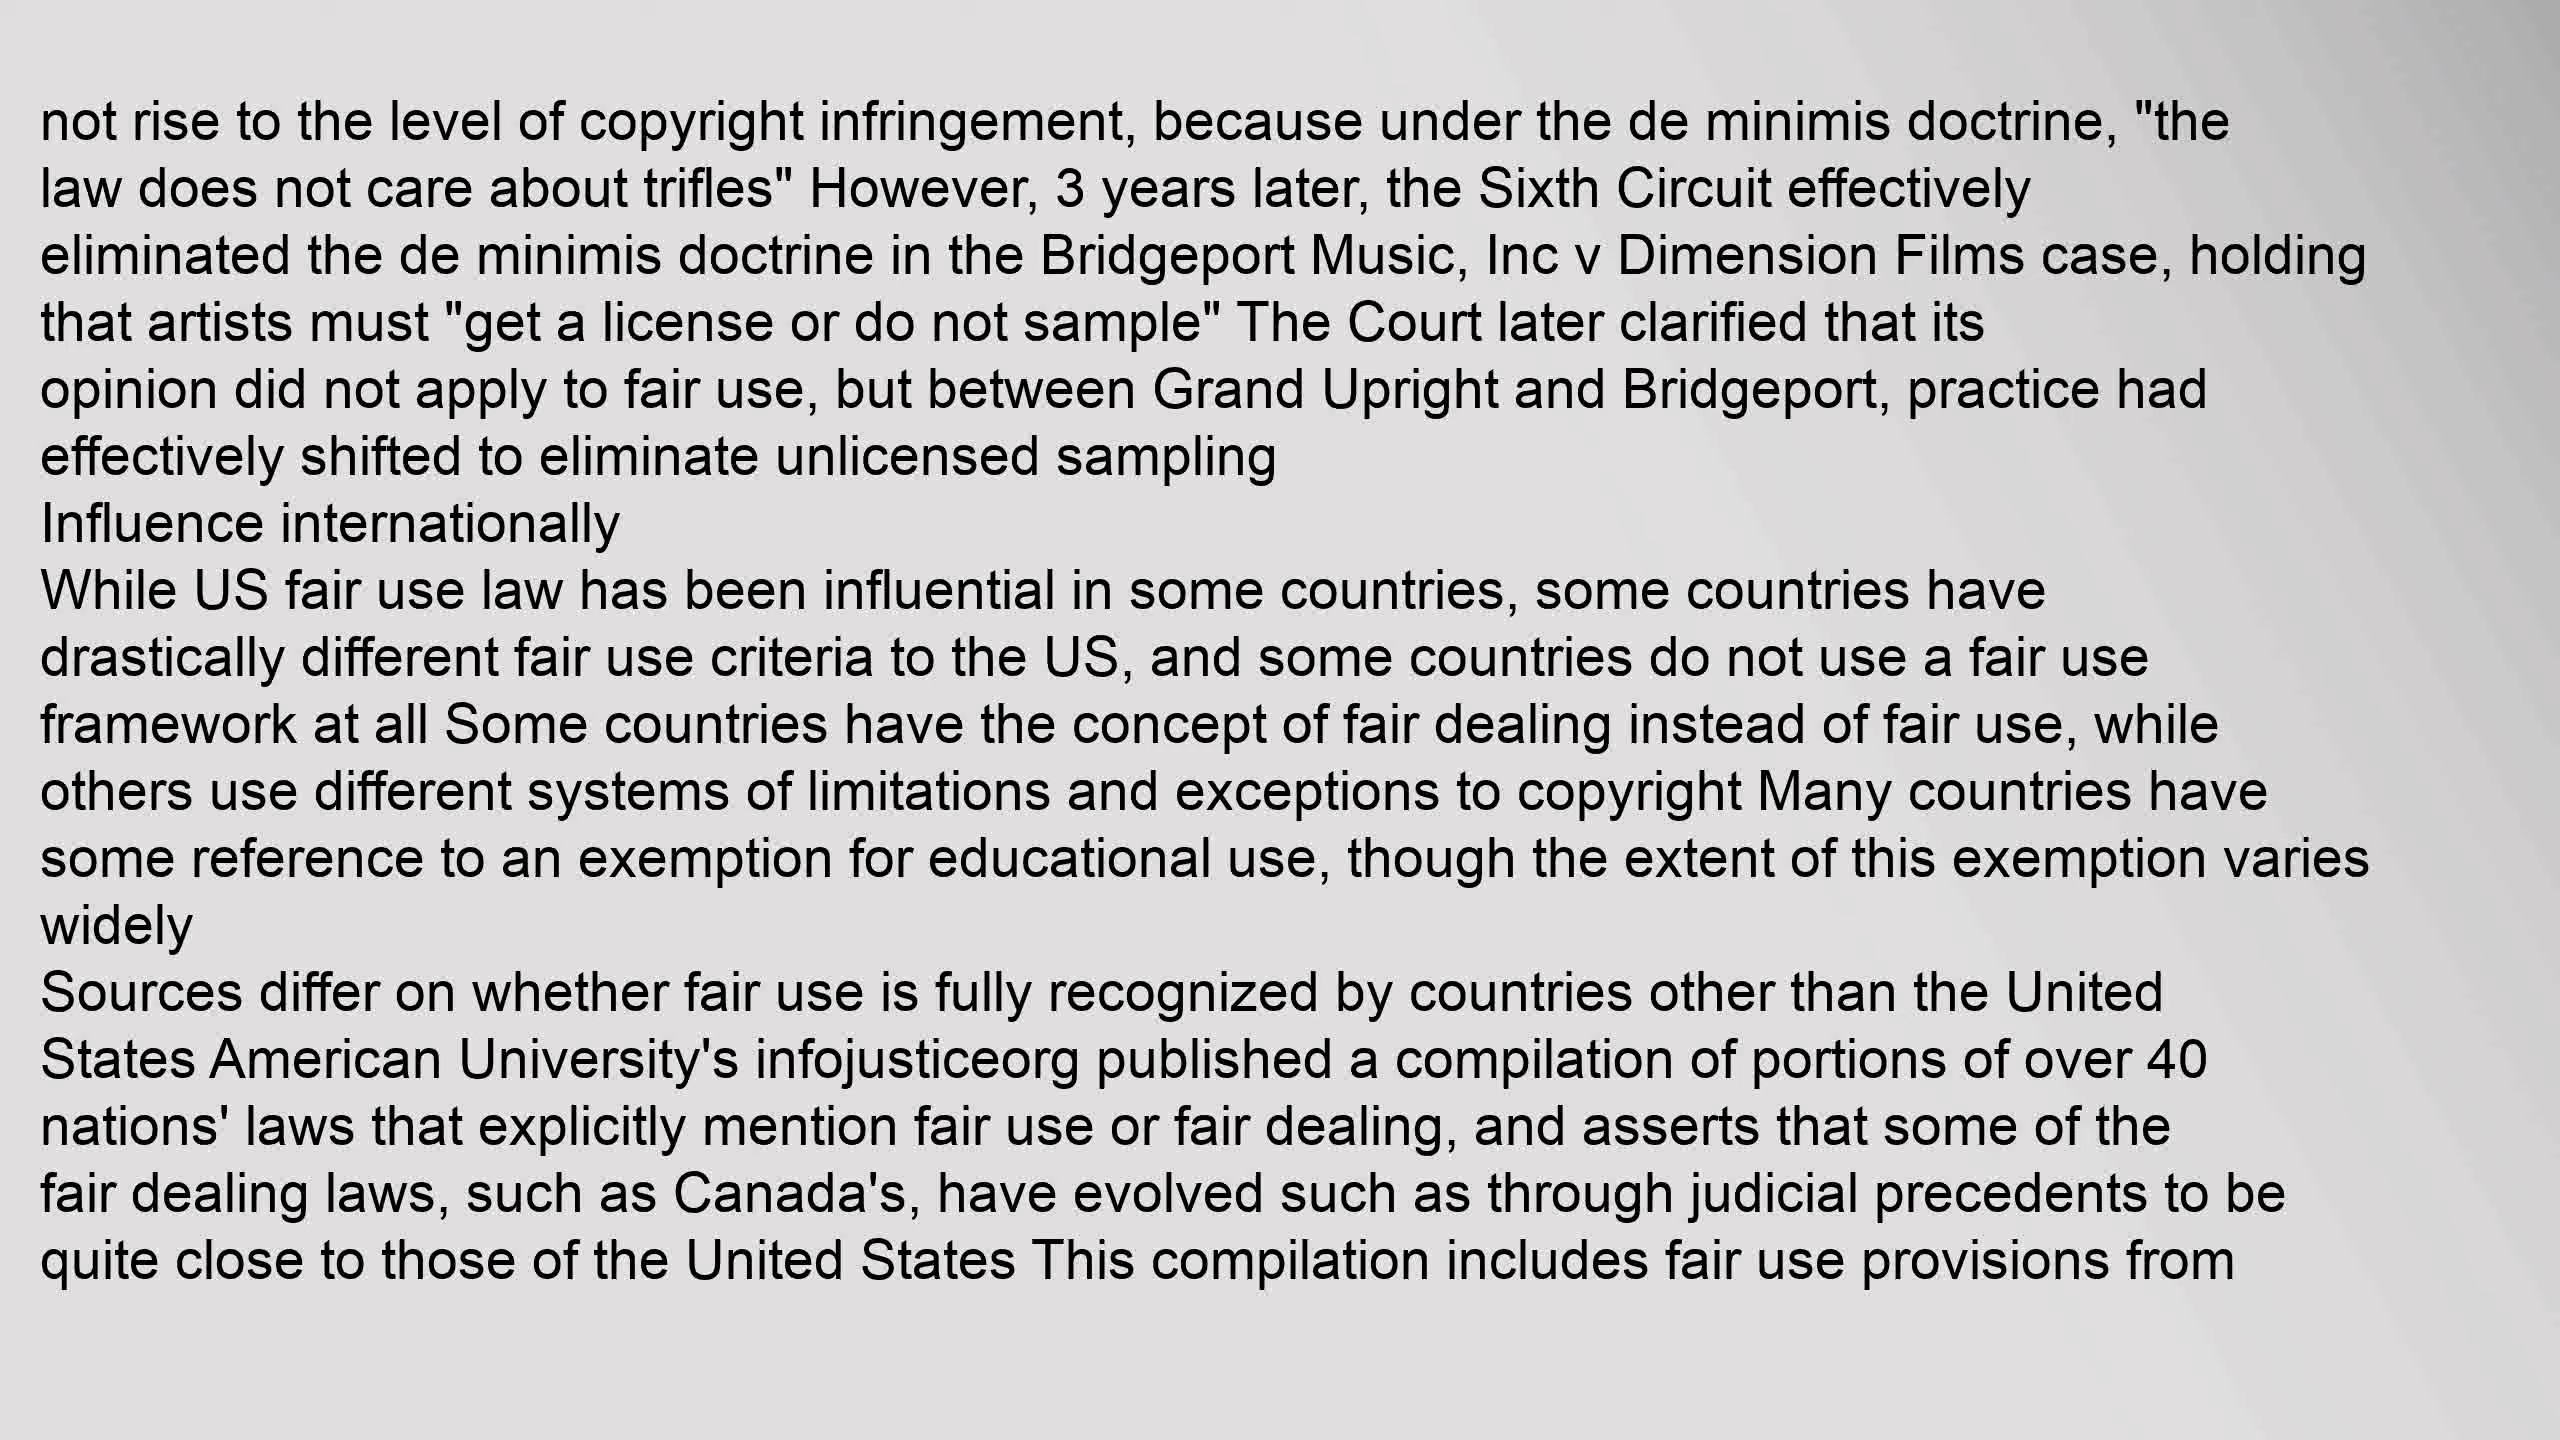 not rise to the level of copyright infringement, because under the de minimis doctrine, "the
law does not care about trifles" However, 3 years later, the Sixth Circuit effectively
eliminated the de minimis doctrine in the Bridgeport Music, Inc v Dimension Films case, holding
that artists must "get a license or do not sample" The Court later clarified that its
opinion did not apply to fair use, but between Grand Upright and Bridgeport, practice had
effectively shifted to eliminate unlicensed sampling
Influence internationally
While US fair use law has been influential in some countries, some countries have
drastically different fair use criteria to the US, and some countries do not use a fair use
framework at all Some countries have the concept of fair dealing instead of fair use, while
others use different systems of limitations and exceptions to copyright Many countries have
some reference to an exemption for educational use, though the extent of this exemption varies
widely
Sources differ on whether fair use is fully recognized by countries other than the United
States American University's infojusticeorg published a compilation of portions of over 40
nations' laws that explicitly mention fair use or fair dealing, and asserts that some of the
fair dealing laws, such as Canada's, have evolved such as through judicial precedents to be
quite close to those of the United States This compilation includes fair use provisions from